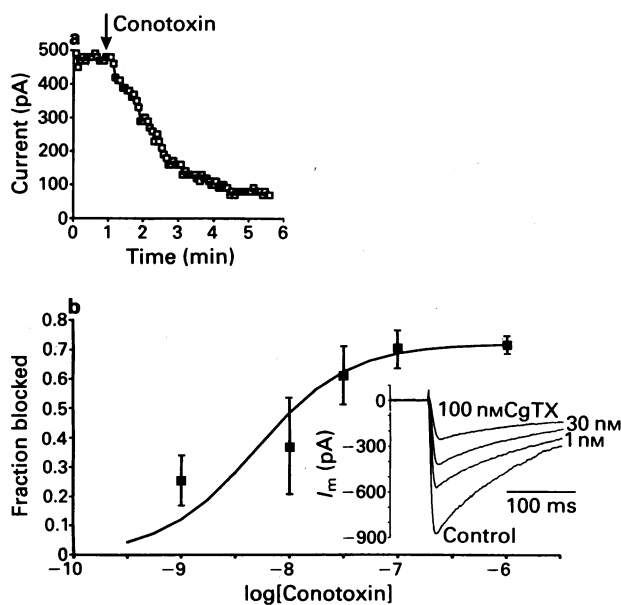 Conotoxin
a
500
400
300
200
100
0
Current (pA)
0 1 2 3 4 5 6
Time (min)
b
0.8
0.7
0.6
0.5
0.4
0.3
0.2
0.1
0
Fraction blocked
−10 −9 −8 −7 −6
log[Conotoxin]
0
−300
−600
−900
Im (pA)
100 nMCgTX
30 nM
1 nM
100 ms
Control